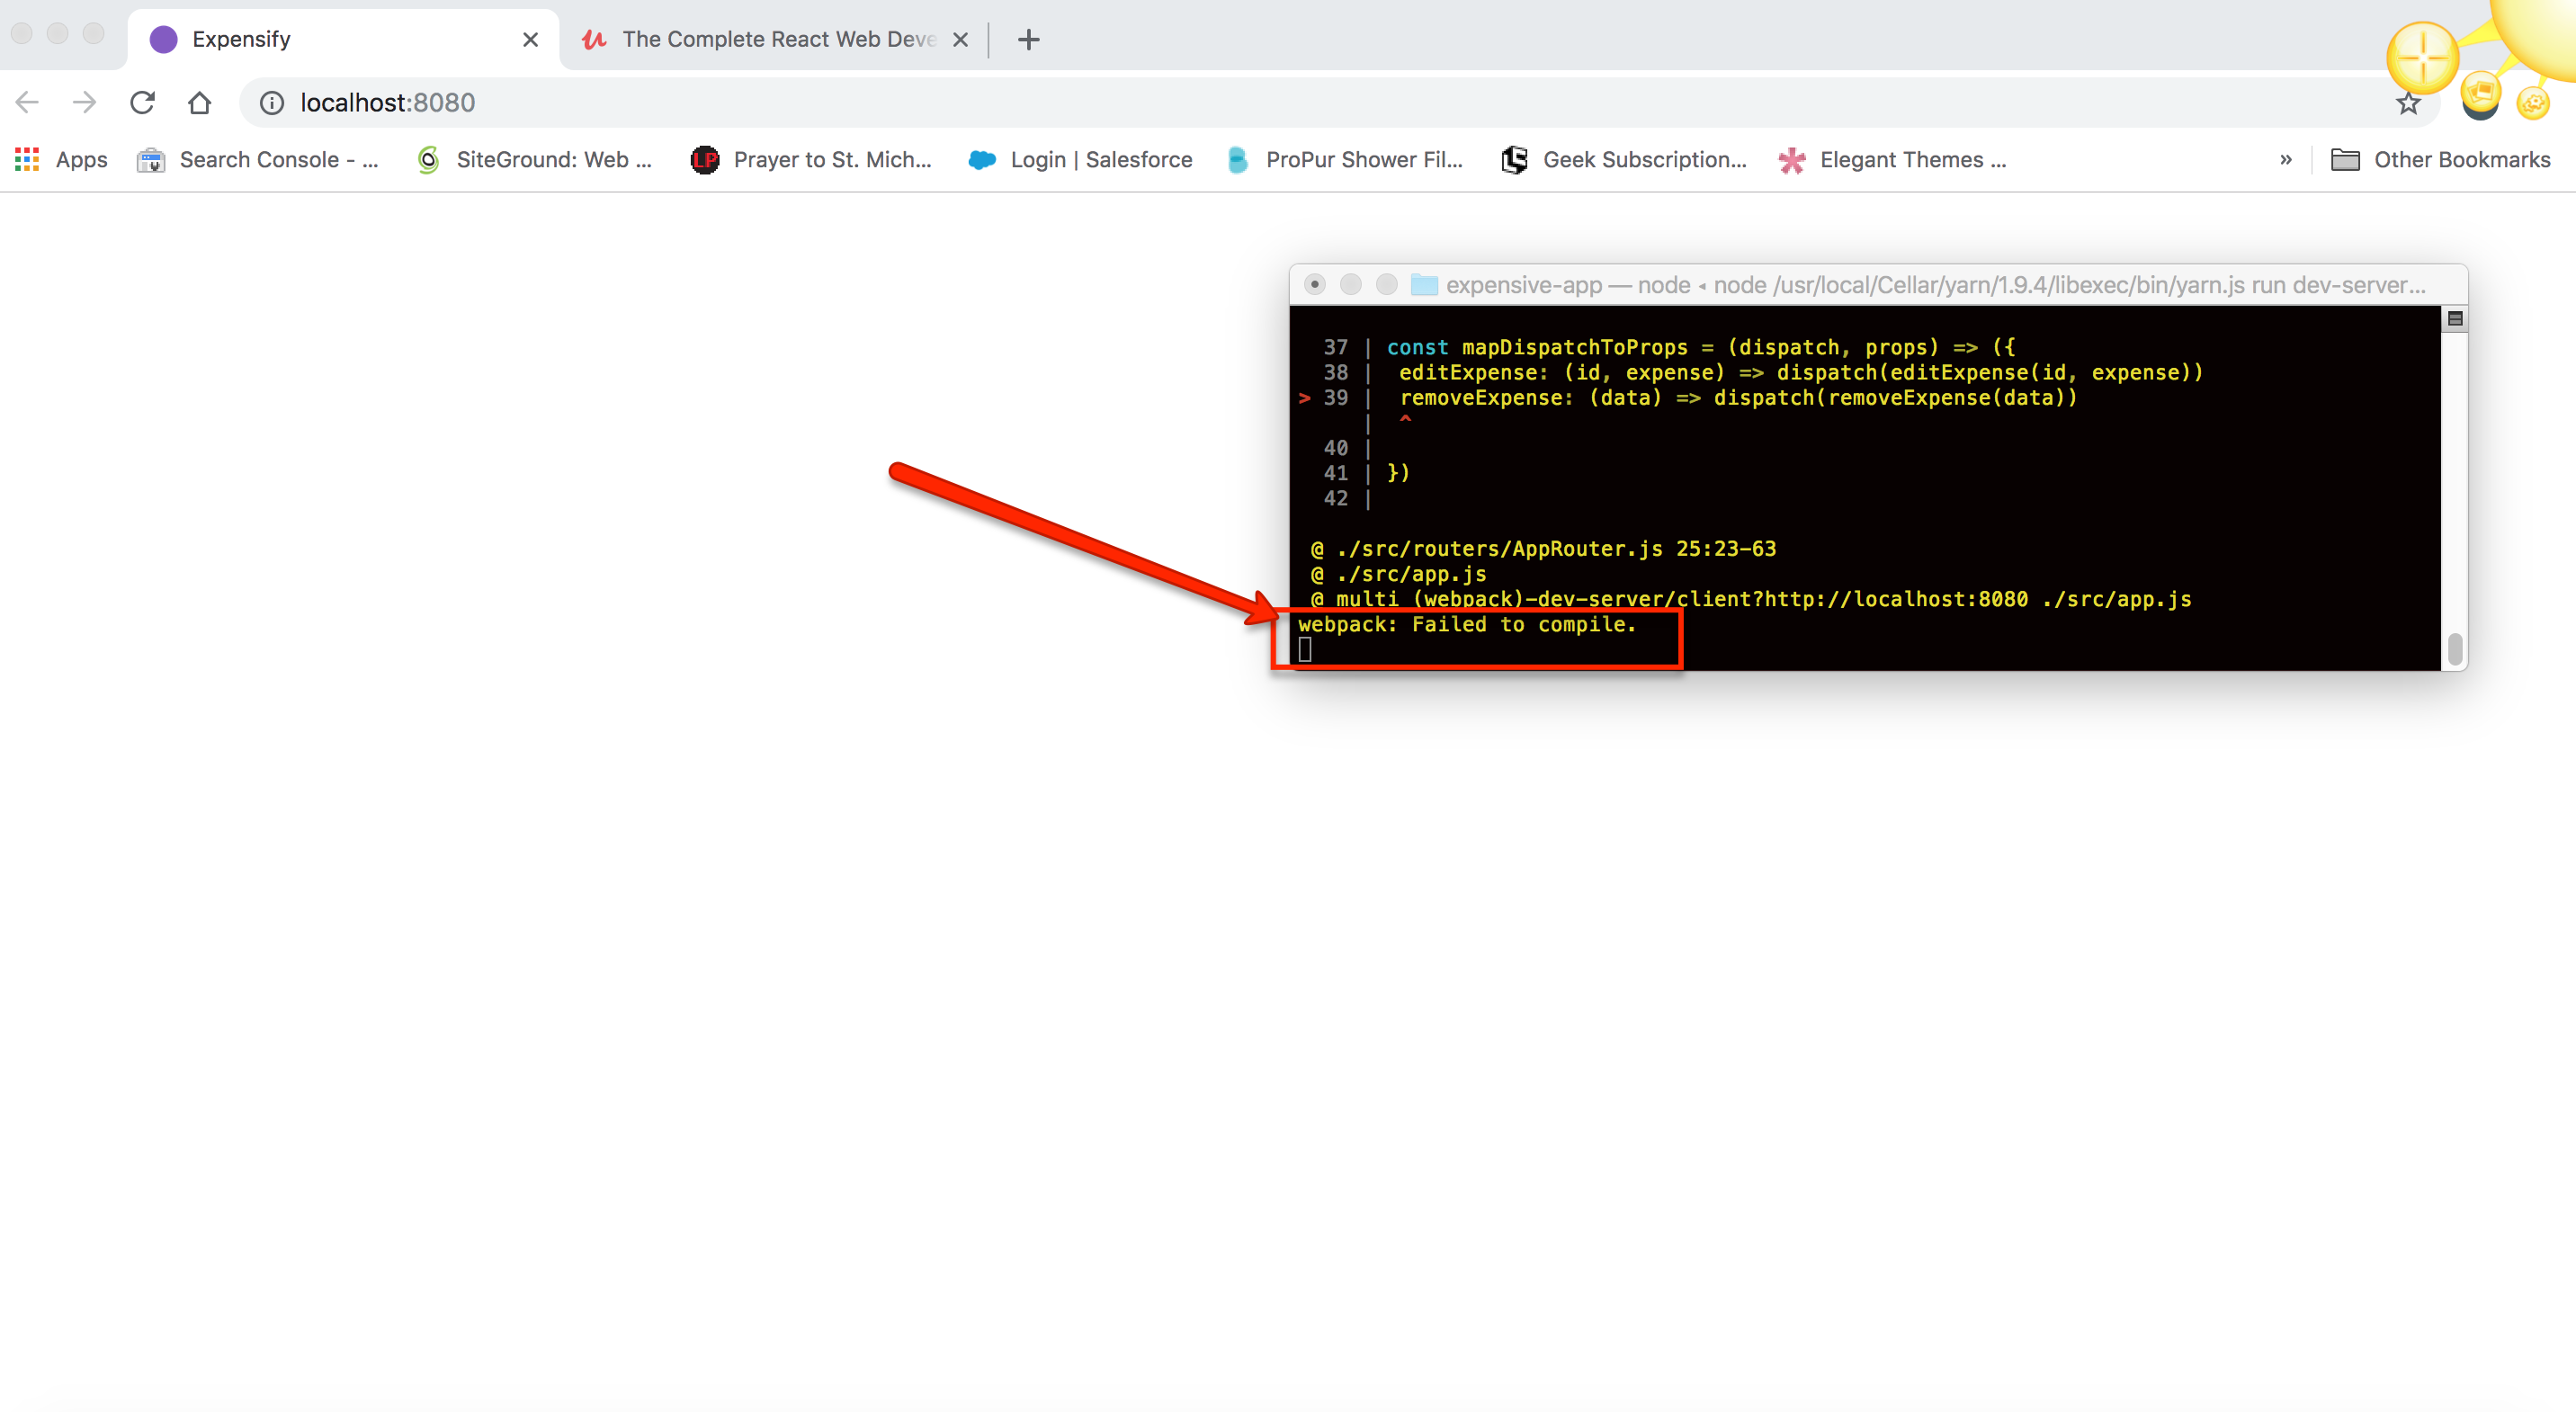 Expensify
The Complete React Web Deve
localhost:8080
Apps
Search Console - ...
SiteGround: Web ...
LP
Prayer to St. Mich...
Login | Salesforce
ProPur Shower Fil...
Geek Subscription...
Elegant Themes ...
»
Other Bookmarks
expensive-app — node ◂ node /usr/local/Cellar/yarn/1.9.4/libexec/bin/yarn.js run dev-server...
37 | const mapDispatchToProps = (dispatch, props) => ({
38 |  editExpense: (id, expense) => dispatch(editExpense(id, expense))
> 39 |  removeExpense: (data) => dispatch(removeExpense(data))
|  ^
40 |
41 | })
42 |
@ ./src/routers/AppRouter.js 25:23-63
@ ./src/app.js
@ multi (webpack)-dev-server/client?http://localhost:8080 ./src/app.js
webpack: Failed to compile.